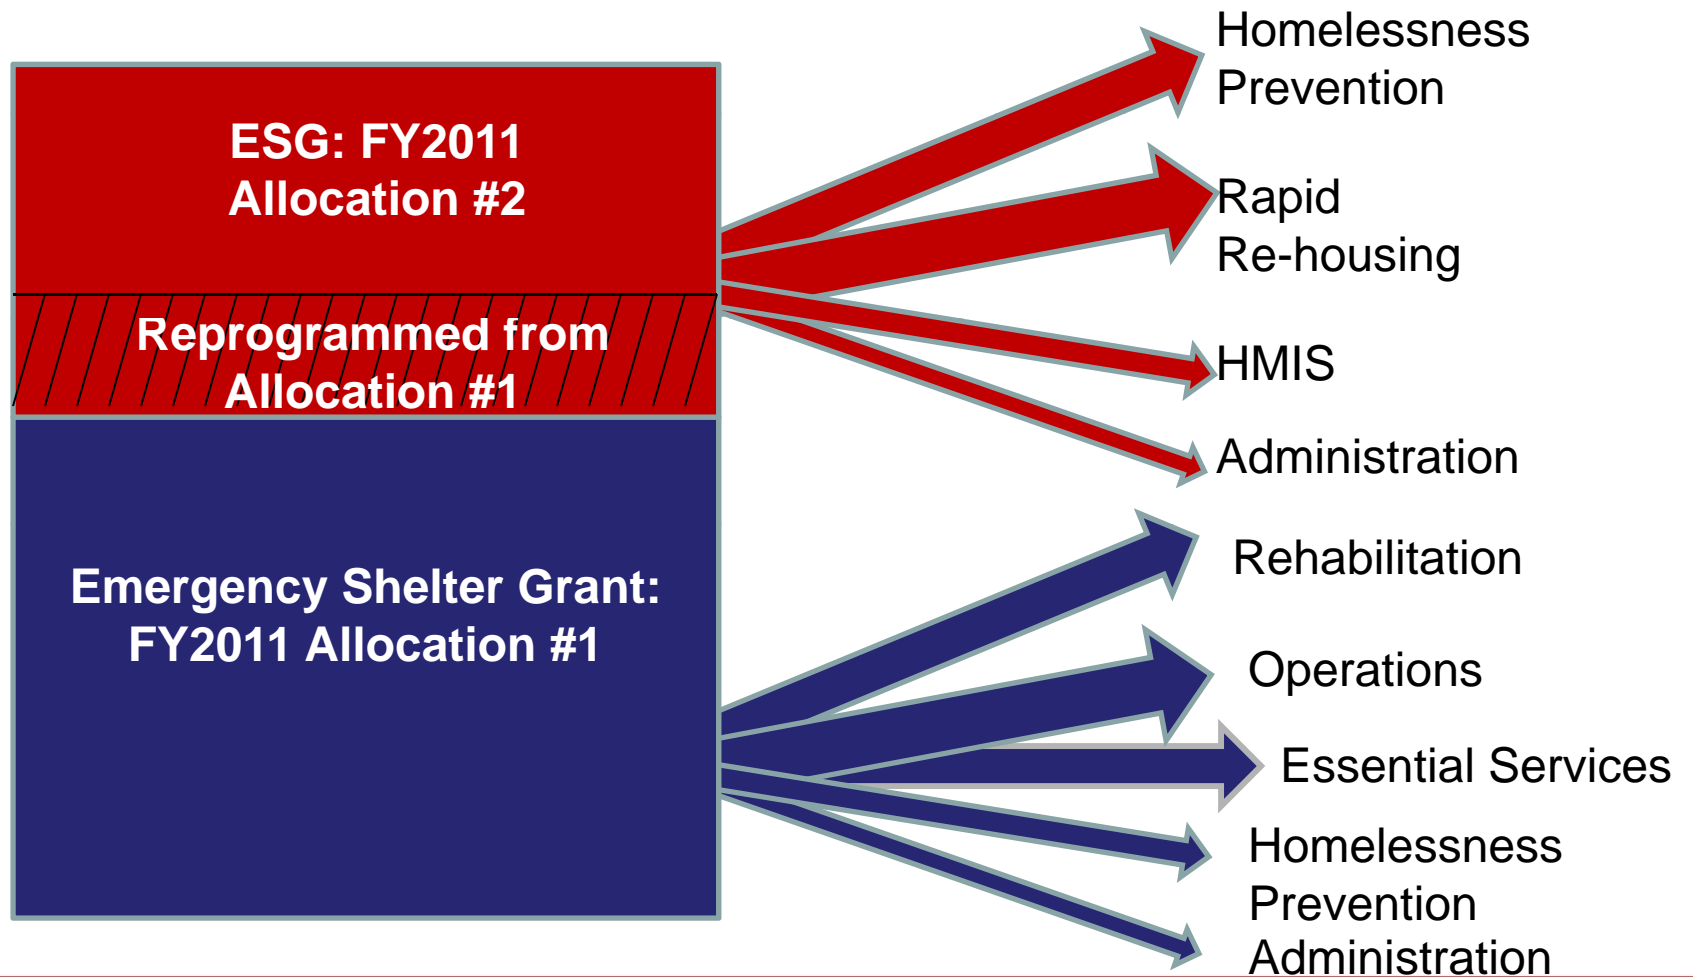 ESG: FY2011
Allocation #2
Reprogrammed from
Allocation #1
Emergency Shelter Grant:
FY2011 Allocation #1
Homelessness
Prevention
Rapid
Re-housing
HMIS
Administration
Rehabilitation
Operations
Essential Services
Homelessness
Prevention
Administration